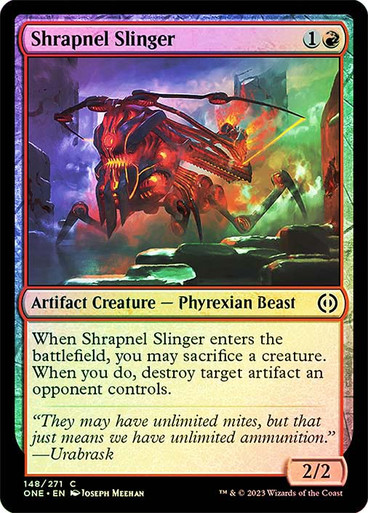 Shrapnel Slinger 1
Artifact Creature — Phyrexian Beast
When Shrapnel Slinger enters the
battlefield, you may sacrifice a creature.
When you do, destroy target artifact an
opponent controls.
“They may have unlimited mites, but that
just means we have unlimited ammunition.”
—Urabrask
2/2
148/271 C
ONE • EN Joseph Meehan
™ & © 2023 Wizards of the Coast